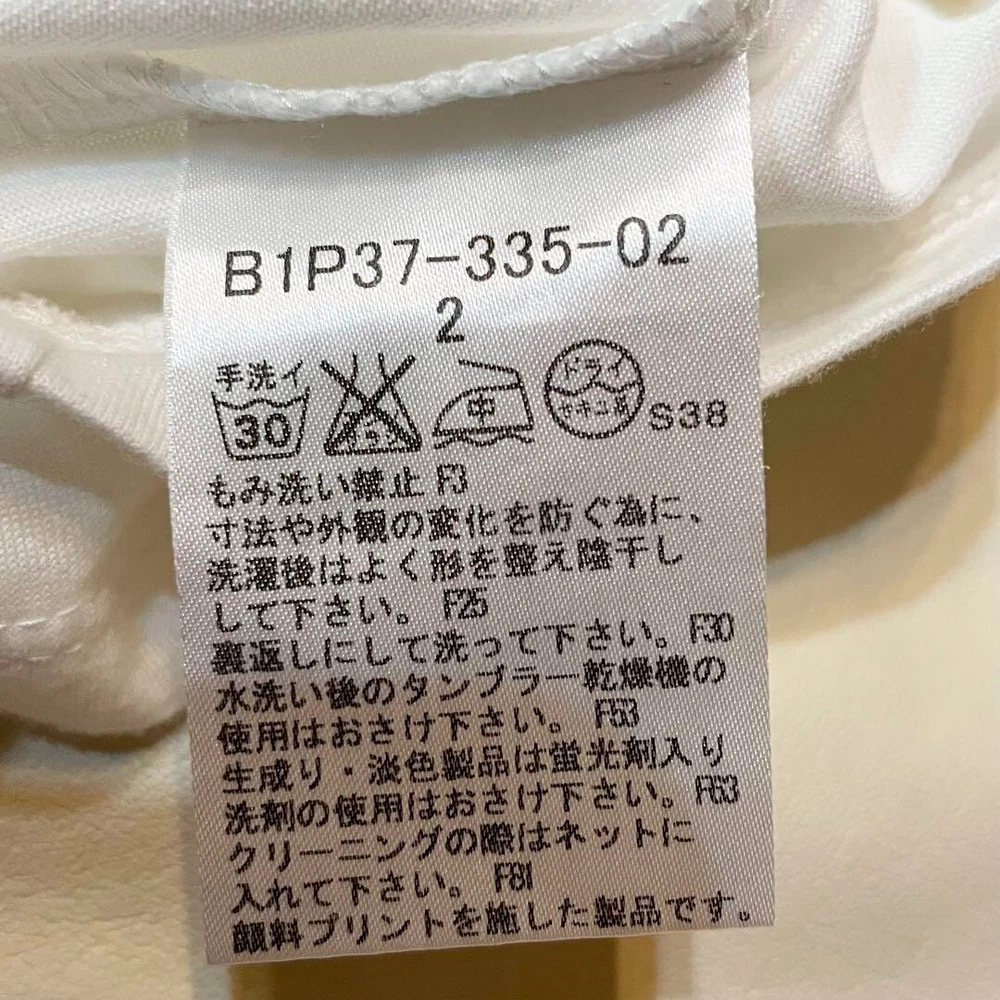 B1P37-335-02
2
手洗イ
30
中
ドライ
セキユ系
S38
もみ洗い禁止 F3
寸法や外観の変化を防ぐ為に、
洗濯後はよく形を整え陰干し
して下さい。 F25
裏返しにして洗って下さい。F30
水洗い後のタンブラー乾燥機の
使用はおさけ下さい。 F53
生成り・淡色製品は蛍光剤入り
洗剤の使用はおさけ下さい。F63
クリーニングの際はネットに
入れて下さい。 F81
顔料プリントを施した製品です。